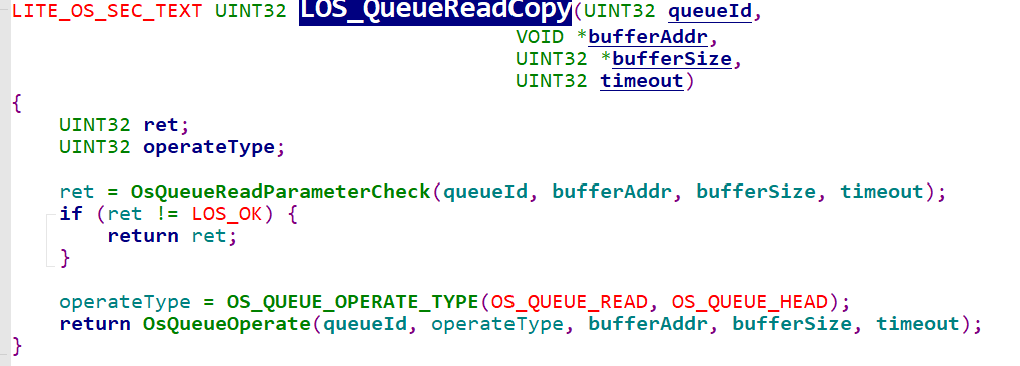 LITE_OS_SEC_TEXT UINT32 LOS_QueueReadCopy(UINT32 queueId,
VOID *bufferAddr,
UINT32 *bufferSize,
UINT32 timeout)
{
UINT32 ret;
UINT32 operateType;
ret = OsQueueReadParameterCheck(queueId, bufferAddr, bufferSize, timeout);
if (ret != LOS_OK) {
return ret;
}
operateType = OS_QUEUE_OPERATE_TYPE(OS_QUEUE_READ, OS_QUEUE_HEAD);
return OsQueueOperate(queueId, operateType, bufferAddr, bufferSize, timeout);
}